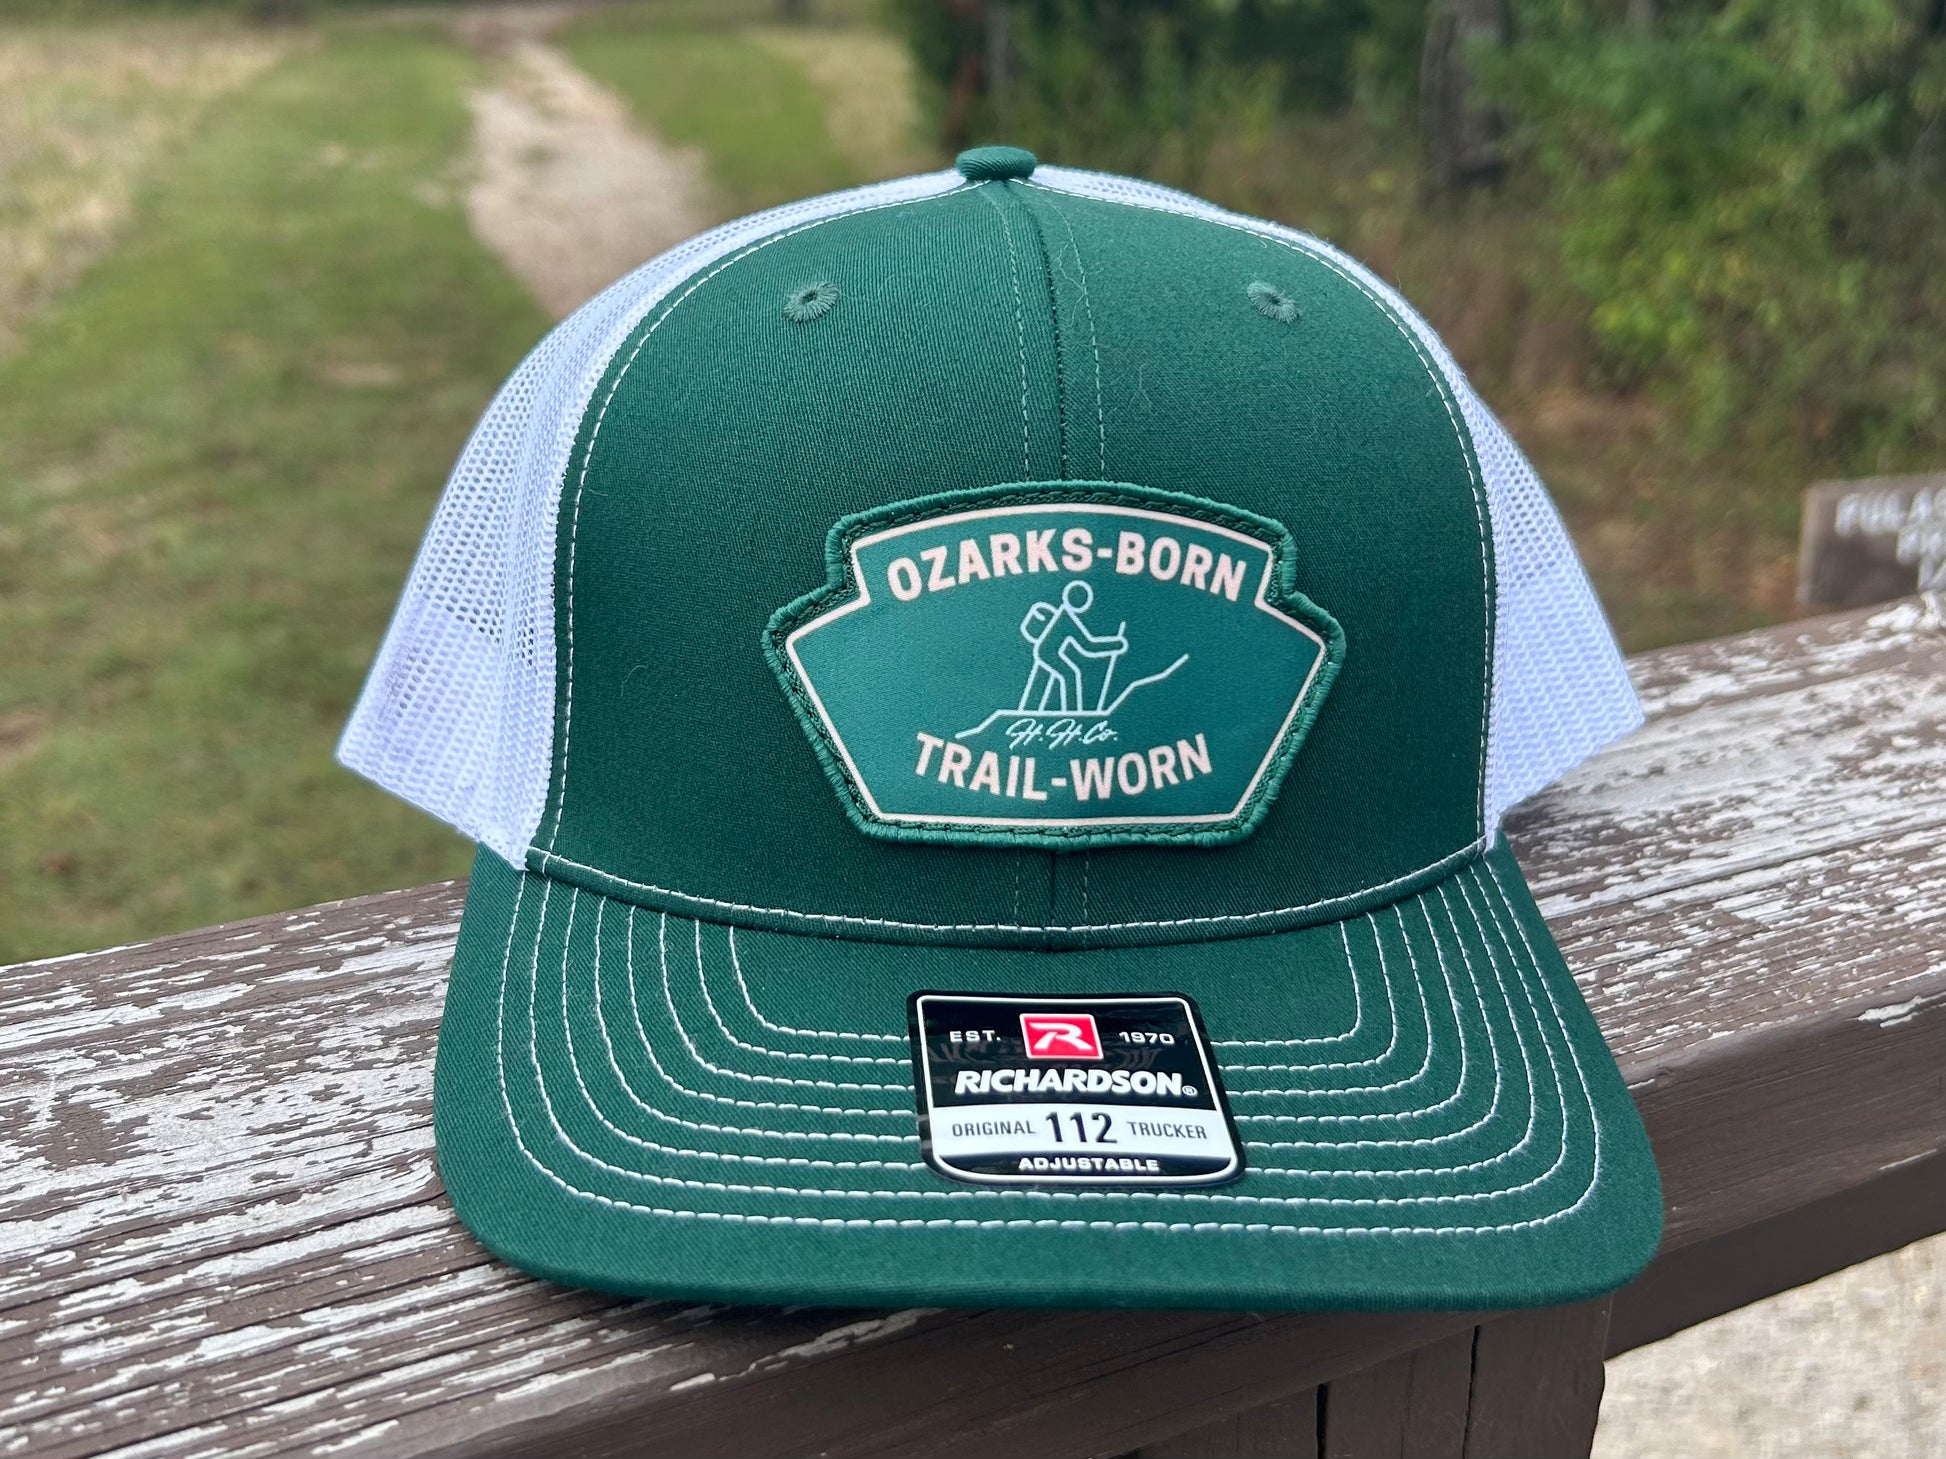 OZARKS-BORN
H.H.Co.
TRAIL-WORN
EST. R 1970
RICHARDSON®
ORIGINAL 112 TRUCKER
ADJUSTABLE